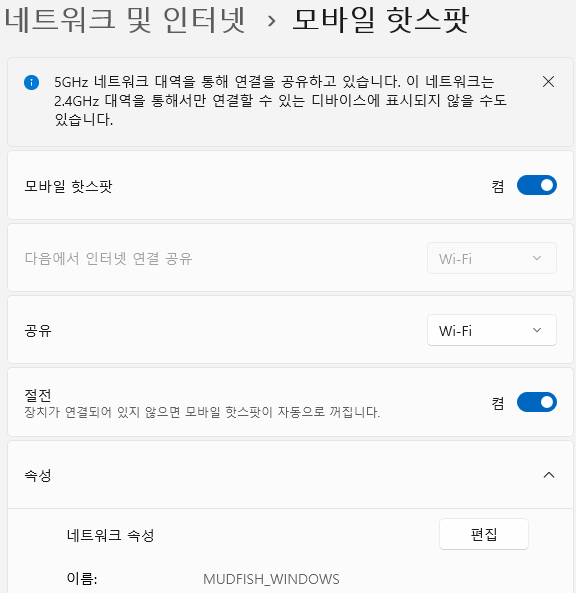 네트워크 및 인터넷 › 모바일 핫스팟
5GHz 네트워크 대역을 통해 연결을 공유하고 있습니다. 이 네트워크는
2.4GHz 대역을 통해서만 연결할 수 있는 디바이스에 표시되지 않을 수도
있습니다.
모바일 핫스팟 켬
다음에서 인터넷 연결 공유 Wi-Fi
공유 Wi-Fi
절전 켬
장치가 연결되어 있지 않으면 모바일 핫스팟이 자동으로 꺼집니다.
속성
네트워크 속성 편집
이름: MUDFISH_WINDOWS